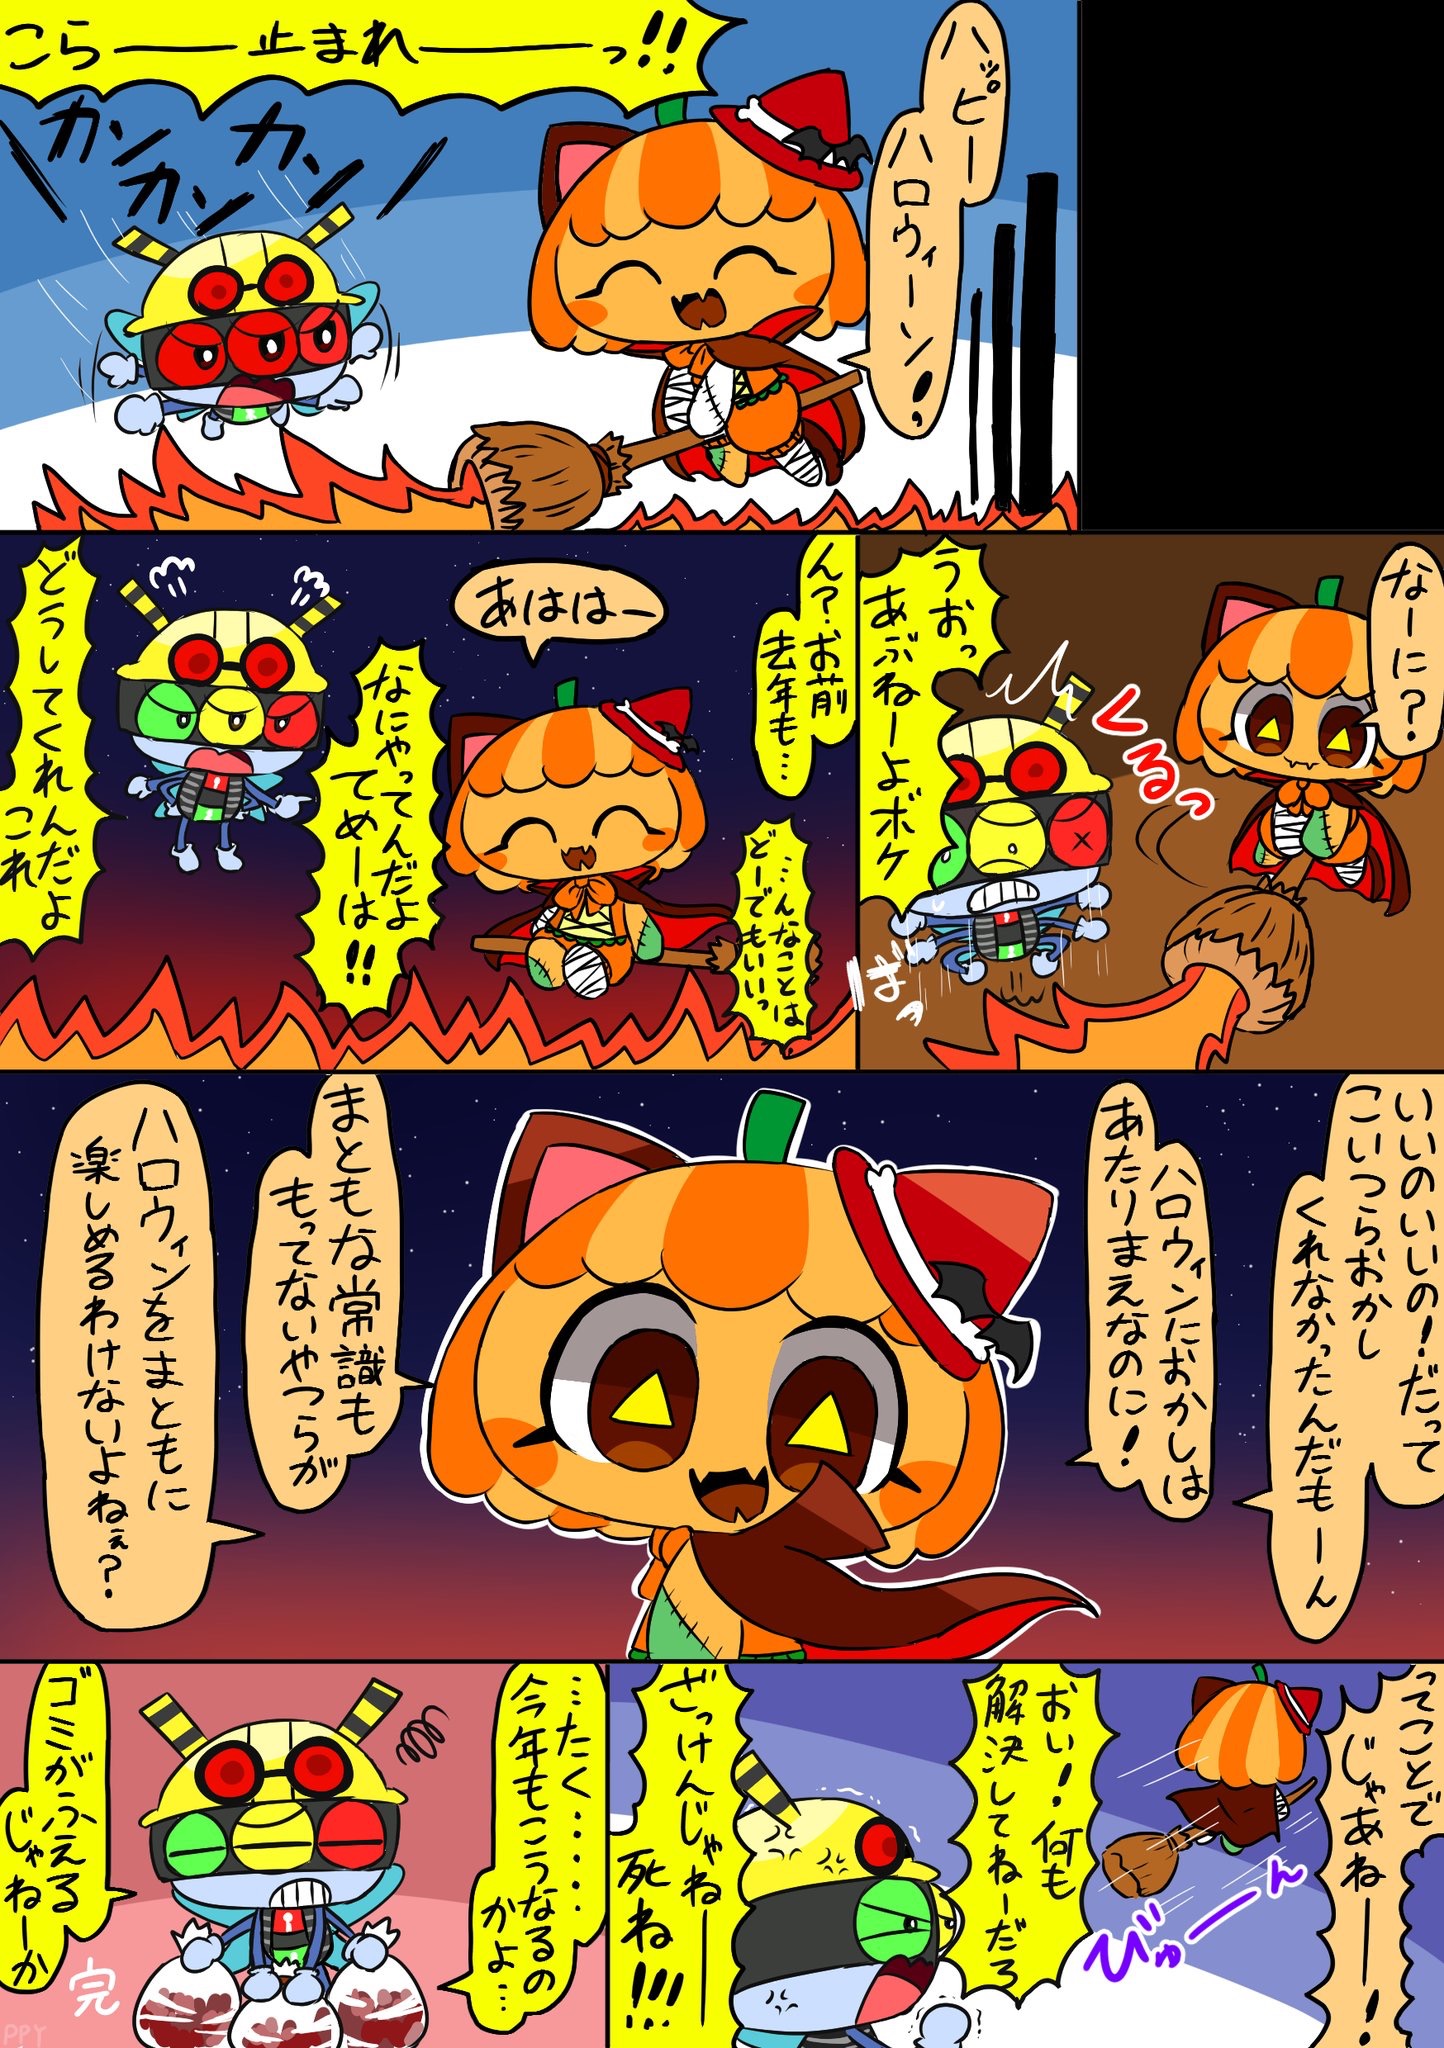 ハッピー
ハロウィーン!
こらー止まれーっ!!
カン
カン
カン
カン
なーに?
くるっ
うおっ
あぶねーよボケ
ばっ
ん?お前
去年も…
…んなことは
どーでもいいっ
あははー
なにやってんだよ
てめーは!!
どうしてくれんだよ
これ
いいのいいの!だって
こいつらおかし
くれなかったんだもーん
ハロウィンにおかしは
あたりまえなのに!
まともな常識も
もってないやつらが
ハロウィンをまともに
楽しめるわけないよねぇ?
ってことで
じゃあねー!
びゅーん
おい!何も
解決してねーだろ
ざっけんじゃねー
死ね!!!
…たく……
今年もこうなるの
かよ…
ゴミがふえる
じゃねーか
完
PPY